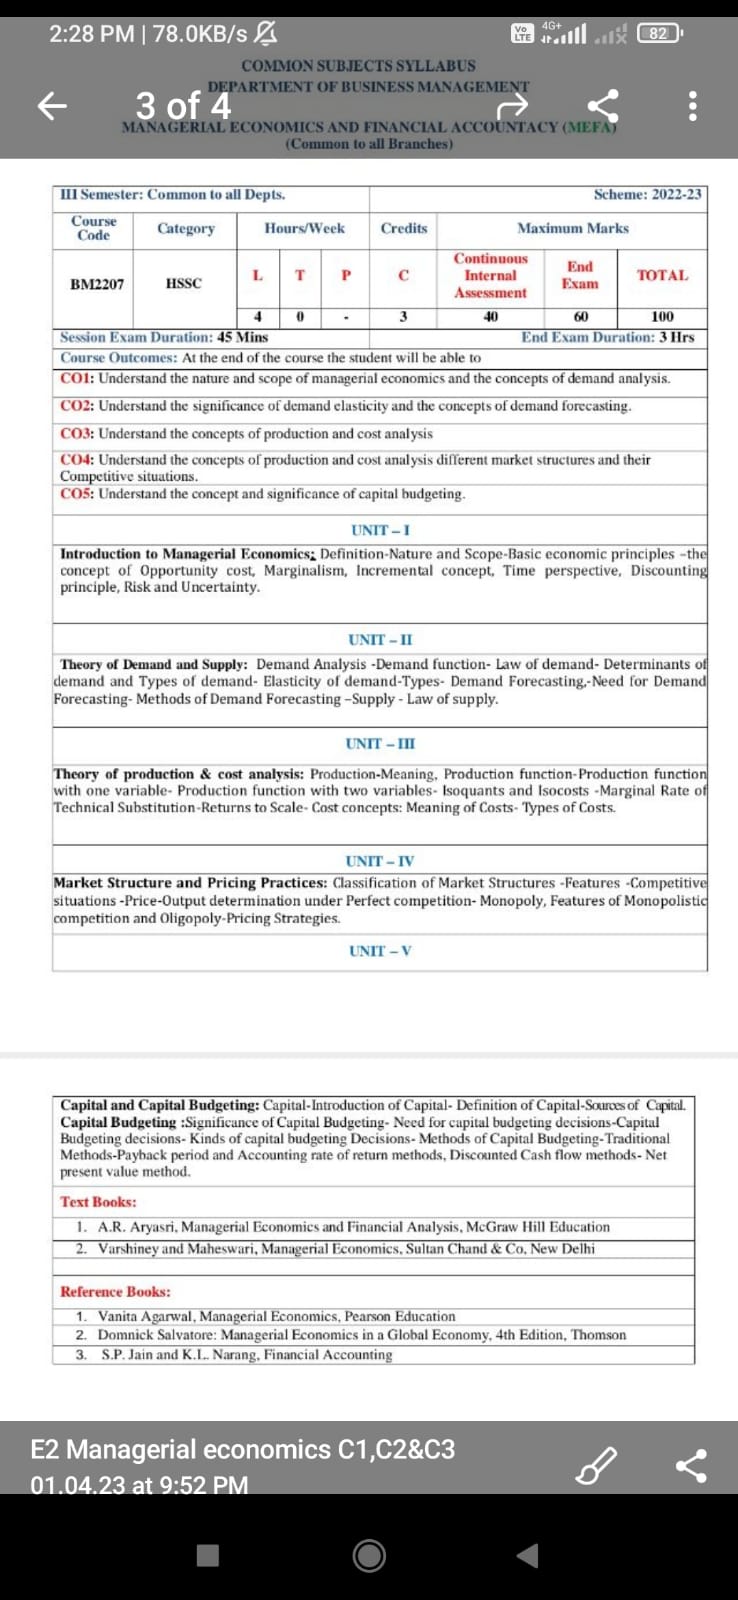 2:28 PM | 78.0KB/s
Vo LTE 4G+ 82
COMMON SUBJECTS SYLLABUS
DEPARTMENT OF BUSINESS MANAGEMENT
3 of 4
MANAGERIAL ECONOMICS AND FINANCIAL ACCOUNTACY (MEFA)
(Common to all Branches)
III Semester: Common to all Depts. Scheme: 2022-23
Course Code Category Hours/Week Credits Maximum Marks
BM2207 HSSC L T P C Continuous Internal Assessment End Exam TOTAL
4 0 - 3 40 60 100
Session Exam Duration: 45 Mins End Exam Duration: 3 Hrs
Course Outcomes: At the end of the course the student will be able to
CO1: Understand the nature and scope of managerial economics and the concepts of demand analysis.
CO2: Understand the significance of demand elasticity and the concepts of demand forecasting.
CO3: Understand the concepts of production and cost analysis
CO4: Understand the concepts of production and cost analysis different market structures and their
Competitive situations.
CO5: Understand the concept and significance of capital budgeting.
UNIT – I
Introduction to Managerial Economics: Definition-Nature and Scope-Basic economic principles –the
concept of Opportunity cost, Marginalism, Incremental concept, Time perspective, Discounting
principle, Risk and Uncertainty.
UNIT – II
Theory of Demand and Supply: Demand Analysis -Demand function- Law of demand- Determinants of
demand and Types of demand- Elasticity of demand-Types- Demand Forecasting,-Need for Demand
Forecasting- Methods of Demand Forecasting –Supply - Law of supply.
UNIT – III
Theory of production & cost analysis: Production-Meaning, Production function-Production function
with one variable- Production function with two variables- Isoquants and Isocosts -Marginal Rate of
Technical Substitution-Returns to Scale- Cost concepts: Meaning of Costs- Types of Costs.
UNIT – IV
Market Structure and Pricing Practices: Classification of Market Structures -Features -Competitive
situations -Price-Output determination under Perfect competition- Monopoly, Features of Monopolistic
competition and Oligopoly-Pricing Strategies.
UNIT – V
Capital and Capital Budgeting: Capital-Introduction of Capital- Definition of Capital-Sources of Capital.
Capital Budgeting :Significance of Capital Budgeting- Need for capital budgeting decisions-Capital
Budgeting decisions- Kinds of capital budgeting Decisions- Methods of Capital Budgeting-Traditional
Methods-Payback period and Accounting rate of return methods, Discounted Cash flow methods- Net
present value method.
Text Books:
1. A.R. Aryasri, Managerial Economics and Financial Analysis, McGraw Hill Education
2. Varshiney and Maheswari, Managerial Economics, Sultan Chand & Co, New Delhi
Reference Books:
1. Vanita Agarwal, Managerial Economics, Pearson Education
2. Domnick Salvatore: Managerial Economics in a Global Economy, 4th Edition, Thomson
3. S.P. Jain and K.L. Narang, Financial Accounting
E2 Managerial economics C1,C2&C3
01.04.23 at 9:52 PM